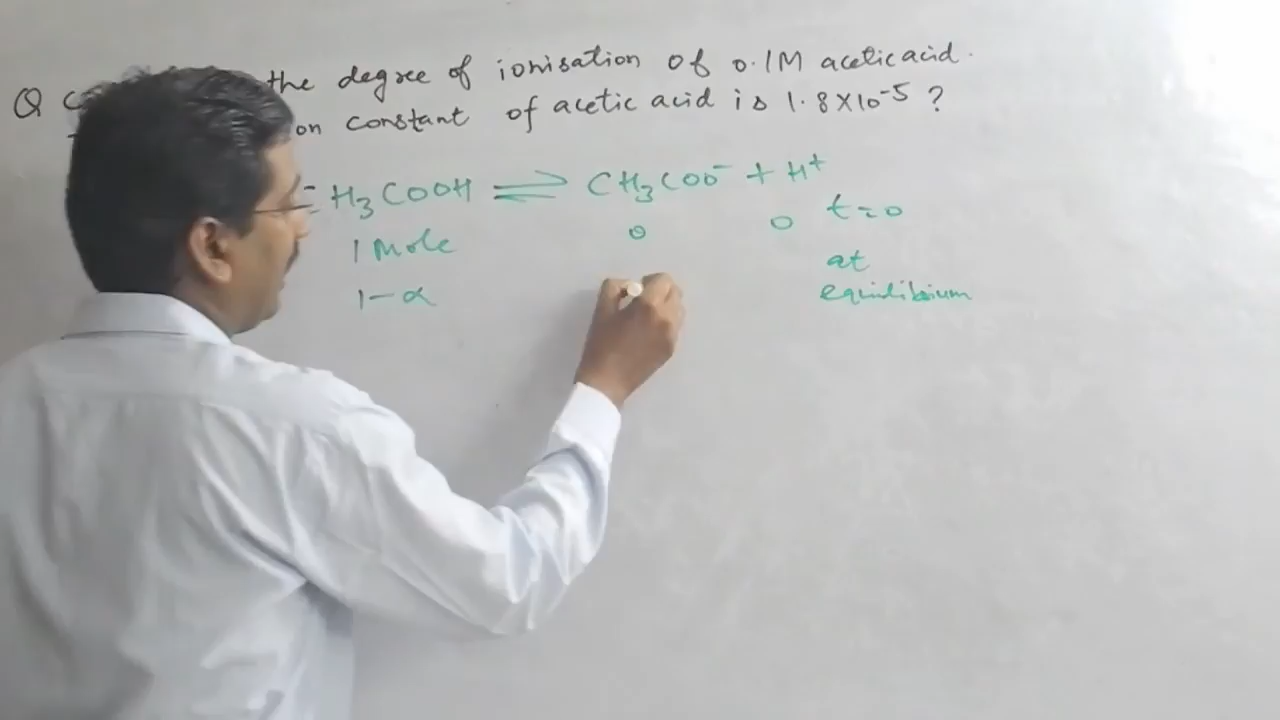 Q the degree of ionisation of 0.1M acetic acid.
on constant of acetic acid is 1.8×10⁻⁵ ?
H₃COOH ⇌ CH₃COO⁻ + H⁺
1 Mole 0 0 t=0
1-α at equilibrium